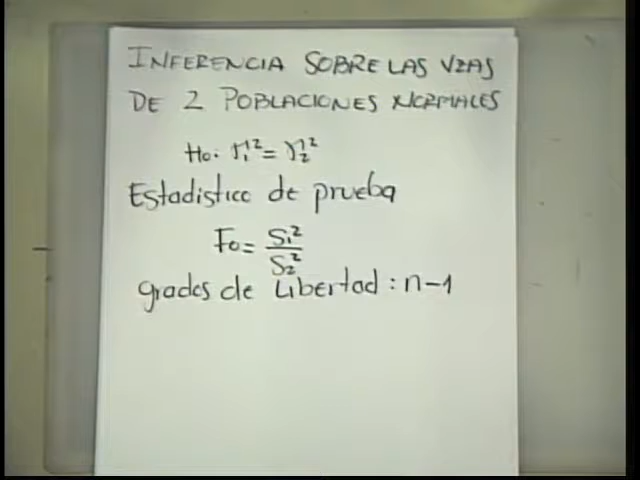 INFERENCIA SOBRE LAS VZAS
DE 2 POBLACIONES NORMALES
Ho: σ₁² = σ₂²
Estadistico de prueba
Fo = S₁² / S₂²
grados de Libertad : n-1